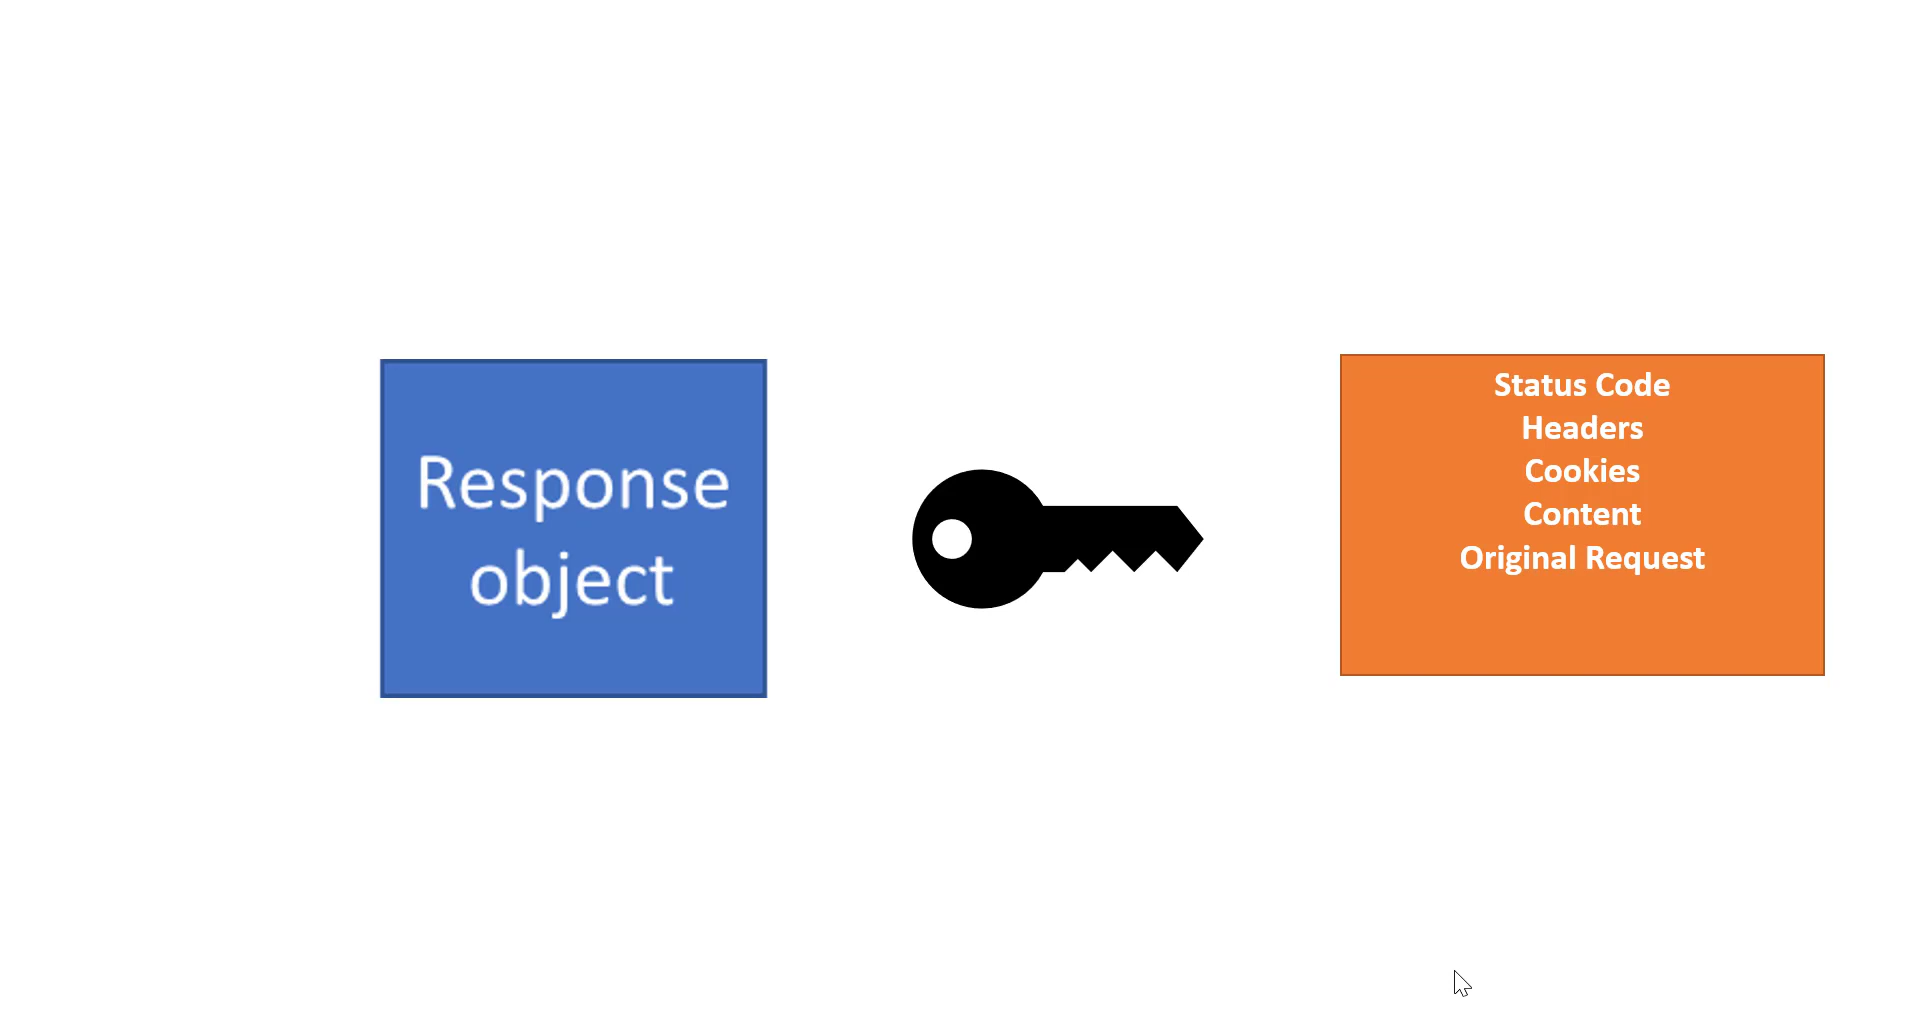 Response
object
Status Code
Headers
Cookies
Content
Original Request